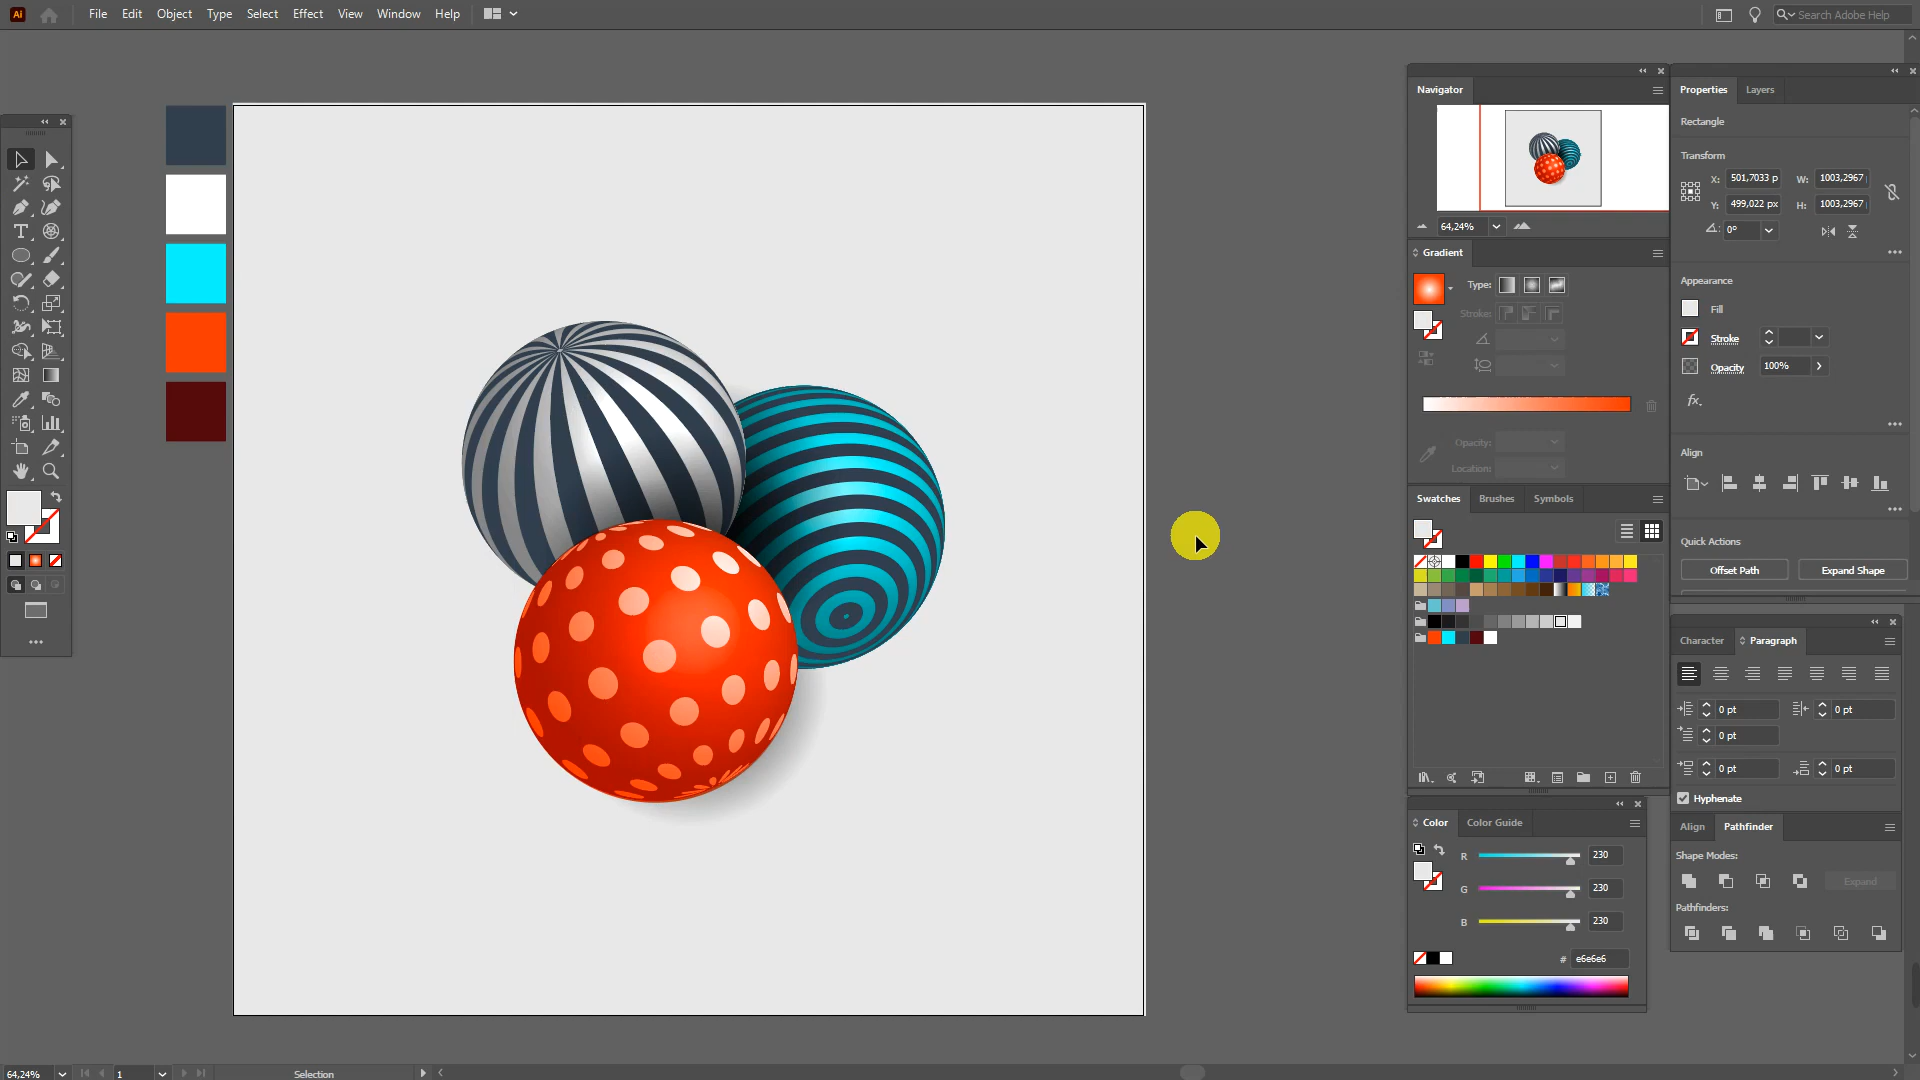 Ai File Edit Object Type Select Effect View Window Help Search Adobe Help
Navigator
64,24%
Gradient
Type:
Stroke:
Opacity:
Location:
Swatches Brushes Symbols
Color Color Guide
R 230
G 230
B 230
# e6e6e6
Properties Layers
Rectangle
Transform
X: 501,7033 p W: 1003,2967
Y: 499,022 px H: 1003,2967
0°
Appearance
Fill
Stroke
Opacity 100%
fx.
Align
Quick Actions
Offset Path Expand Shape
Character Paragraph
0 pt 0 pt
0 pt
0 pt 0 pt
Hyphenate
Align Pathfinder
Shape Modes:
Expand
Pathfinders:
64,24% 1 Selection